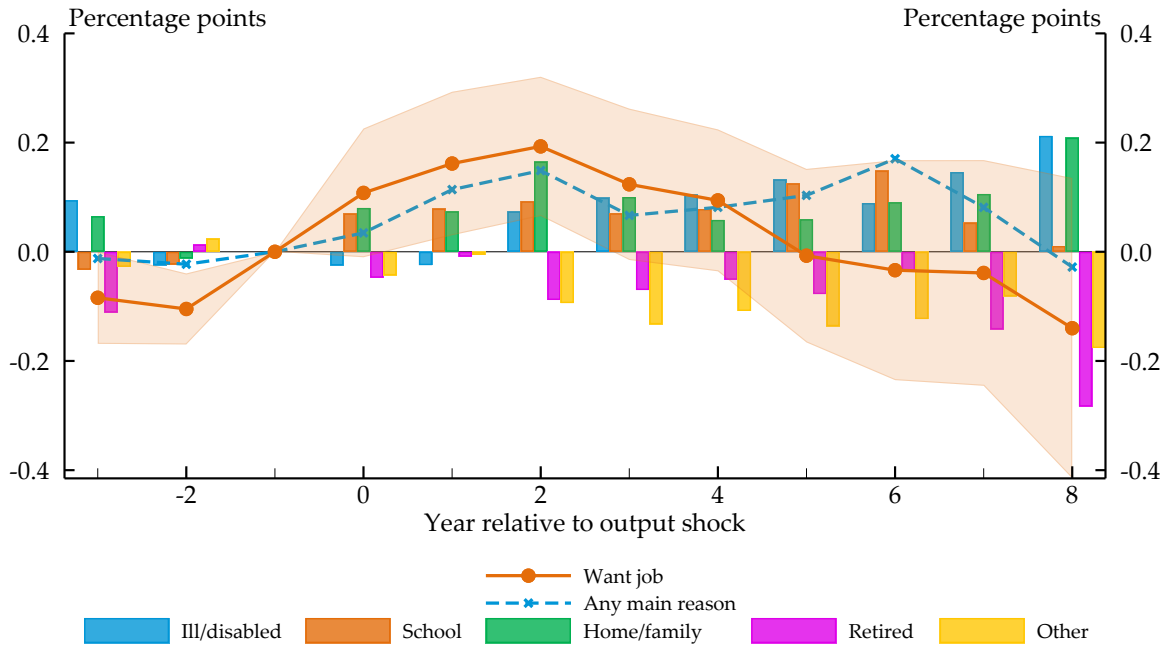 Percentage points Percentage points
0.4 0.4
0.2 0.2
0.0 0.0
-0.2 -0.2
-0.4 -0.4
-2 0 2 4 6 8
Year relative to output shock
Want job
Any main reason
Ill/disabled School Home/family Retired Other